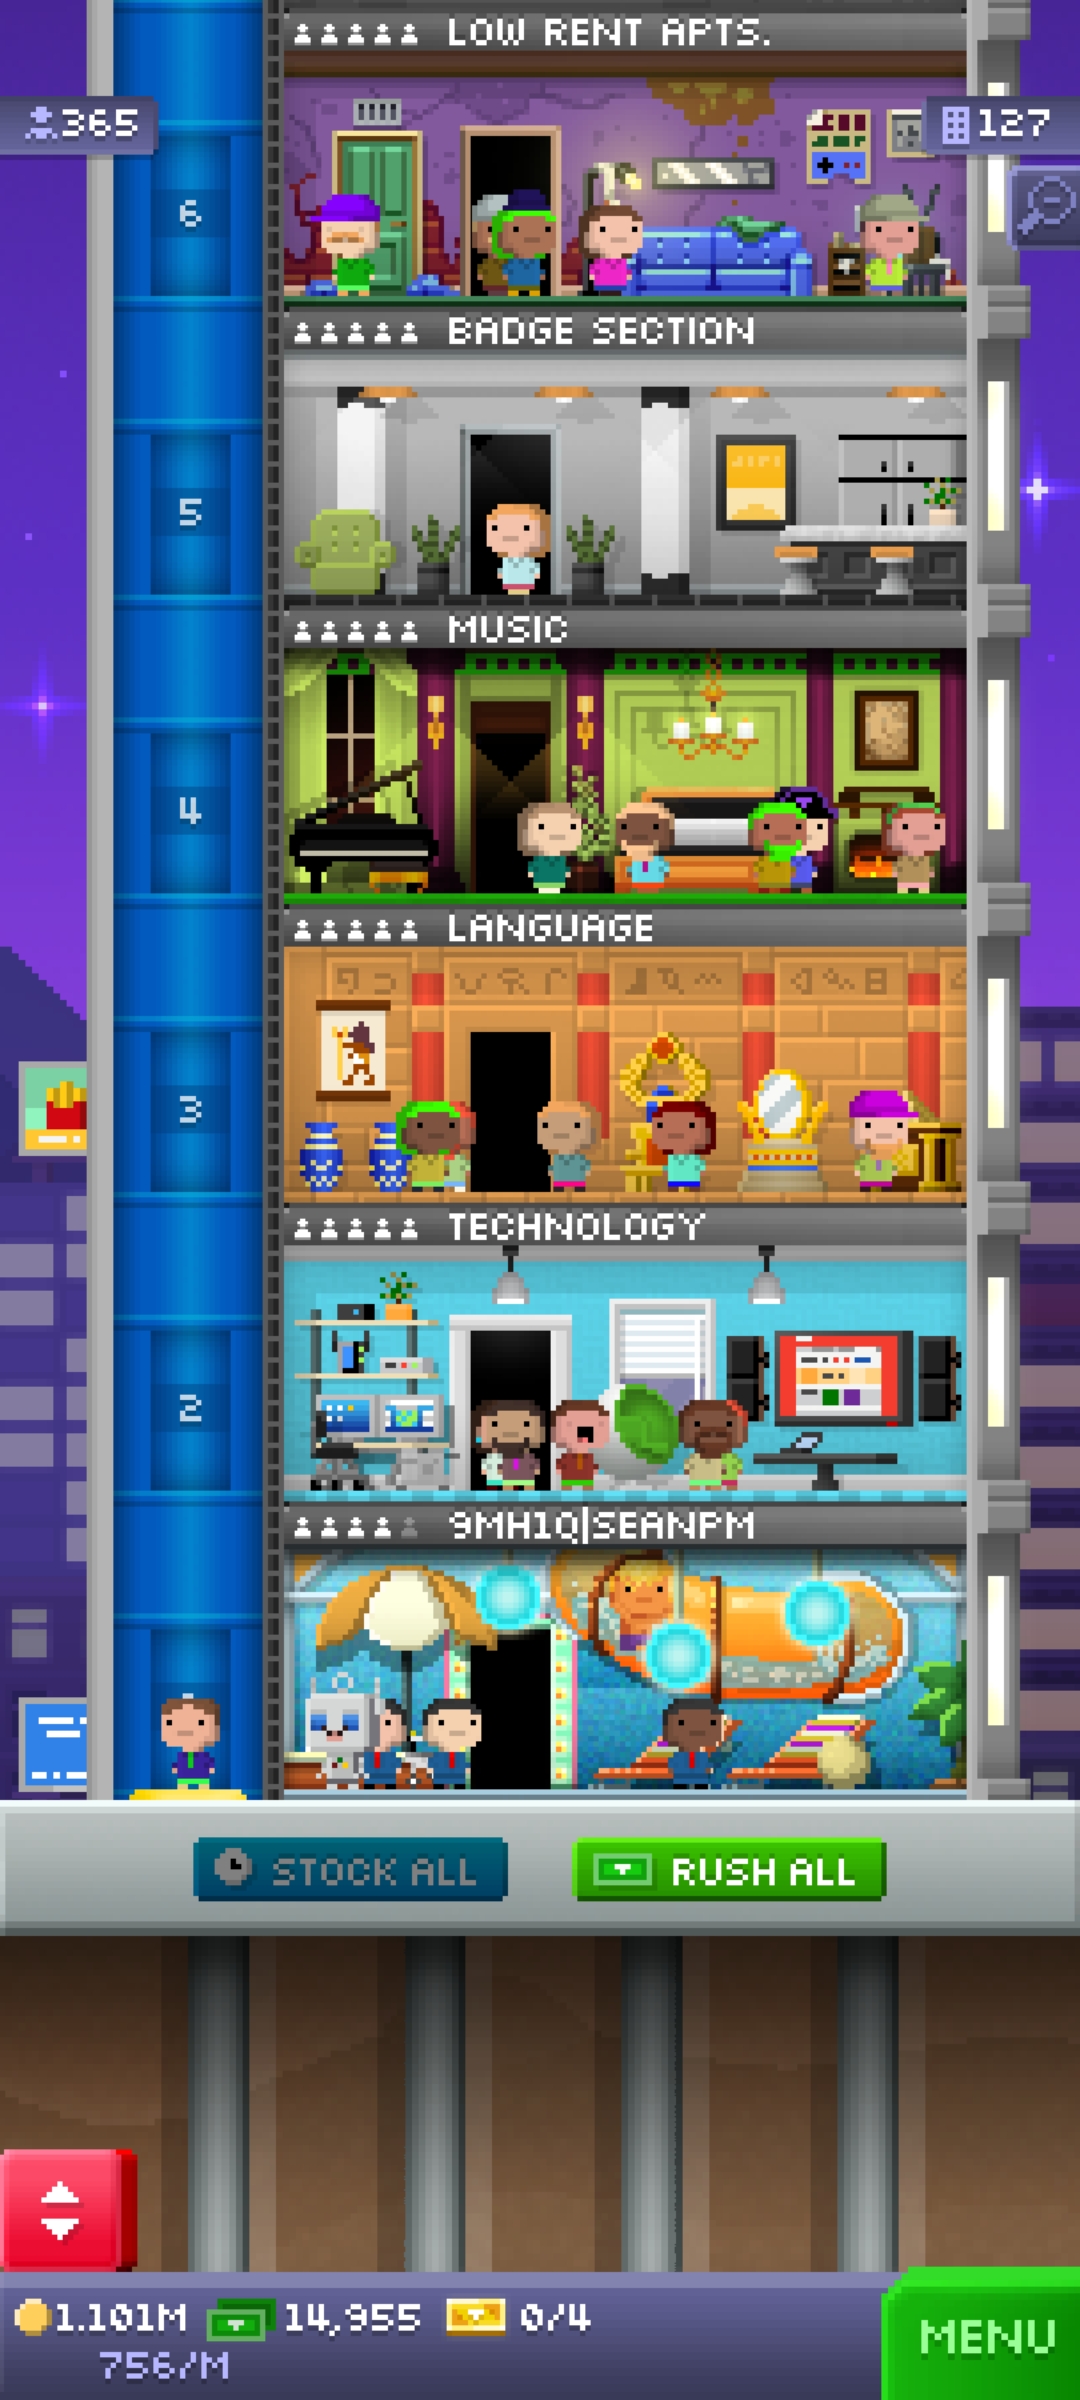 LOW RENT APTS.
365
127
6
BADGE SECTION
5
MUSIC
4
LANGUAGE
3
TECHNOLOGY
2
9MH1Q|SEANPM
STOCK ALL
RUSH ALL
1.101M
14,955
0/4
756/M
MENU